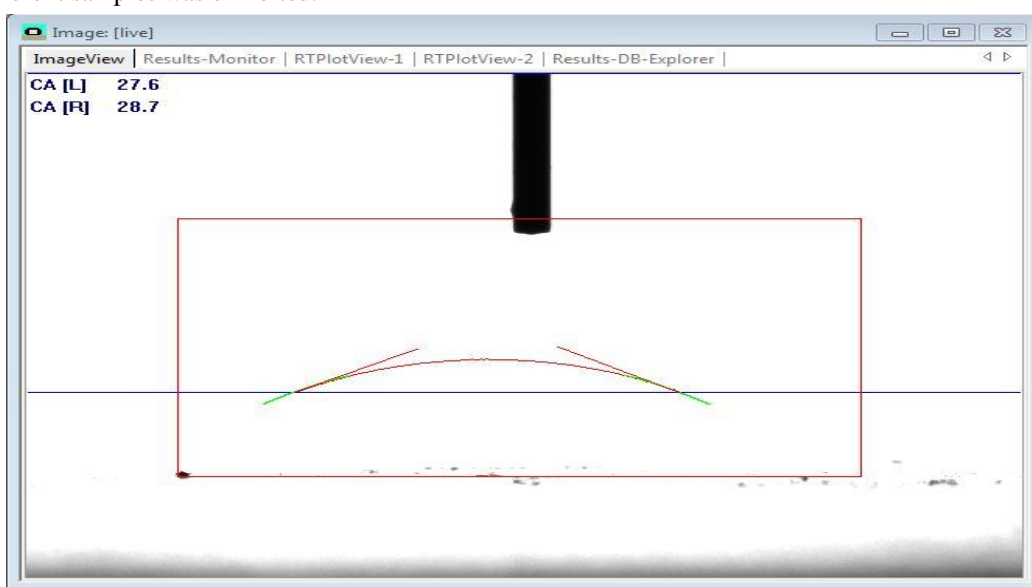 Image: [live]
ImageView | Results-Monitor | RTPlotView-1 | RTPlotView-2 | Results-DB-Explorer |
CA [L] 27.6
CA [R] 28.7